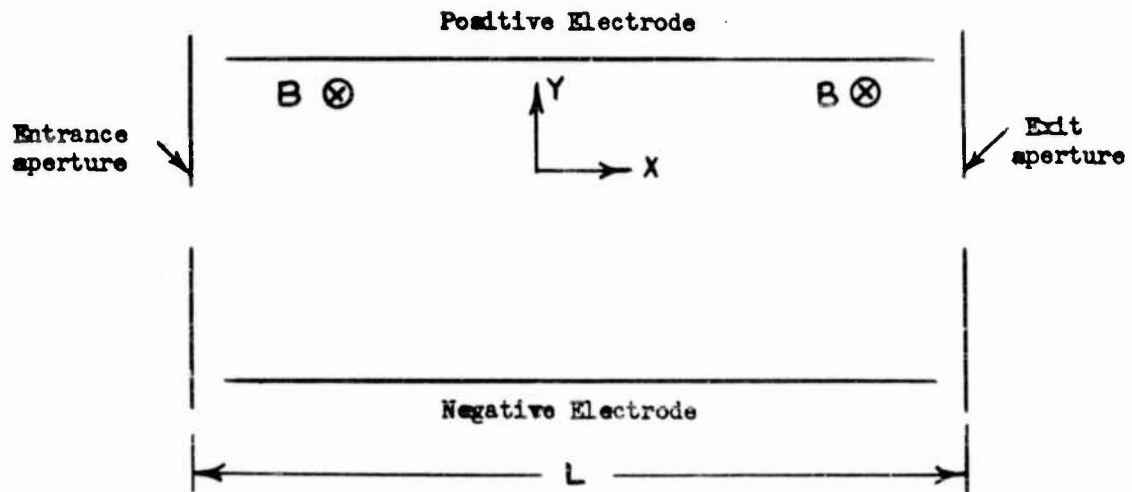 Positive Electrode
B ⊗
Y
B ⊗
Entrance
aperture
X
Exit
aperture
Negative Electrode
L